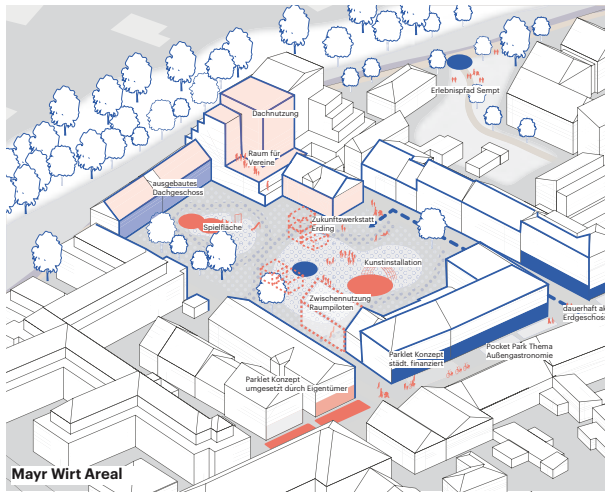 Erlebnispfad Sempt
Dachnutzung
Raum für
Vereine
ausgebautes
Dachgeschoss
Zukunftswerkstatt
Erding
Spielfläche
Kunstinstallation
Zwischennutzung
Raumpiloten
dauerhaft ak
Erdgeschoss
Pocket Park Thema
Außengastronomie
Parklet Konzept
städt. finanziert
Parklet Konzept
umgesetzt durch Eigentümer
Mayr Wirt Areal